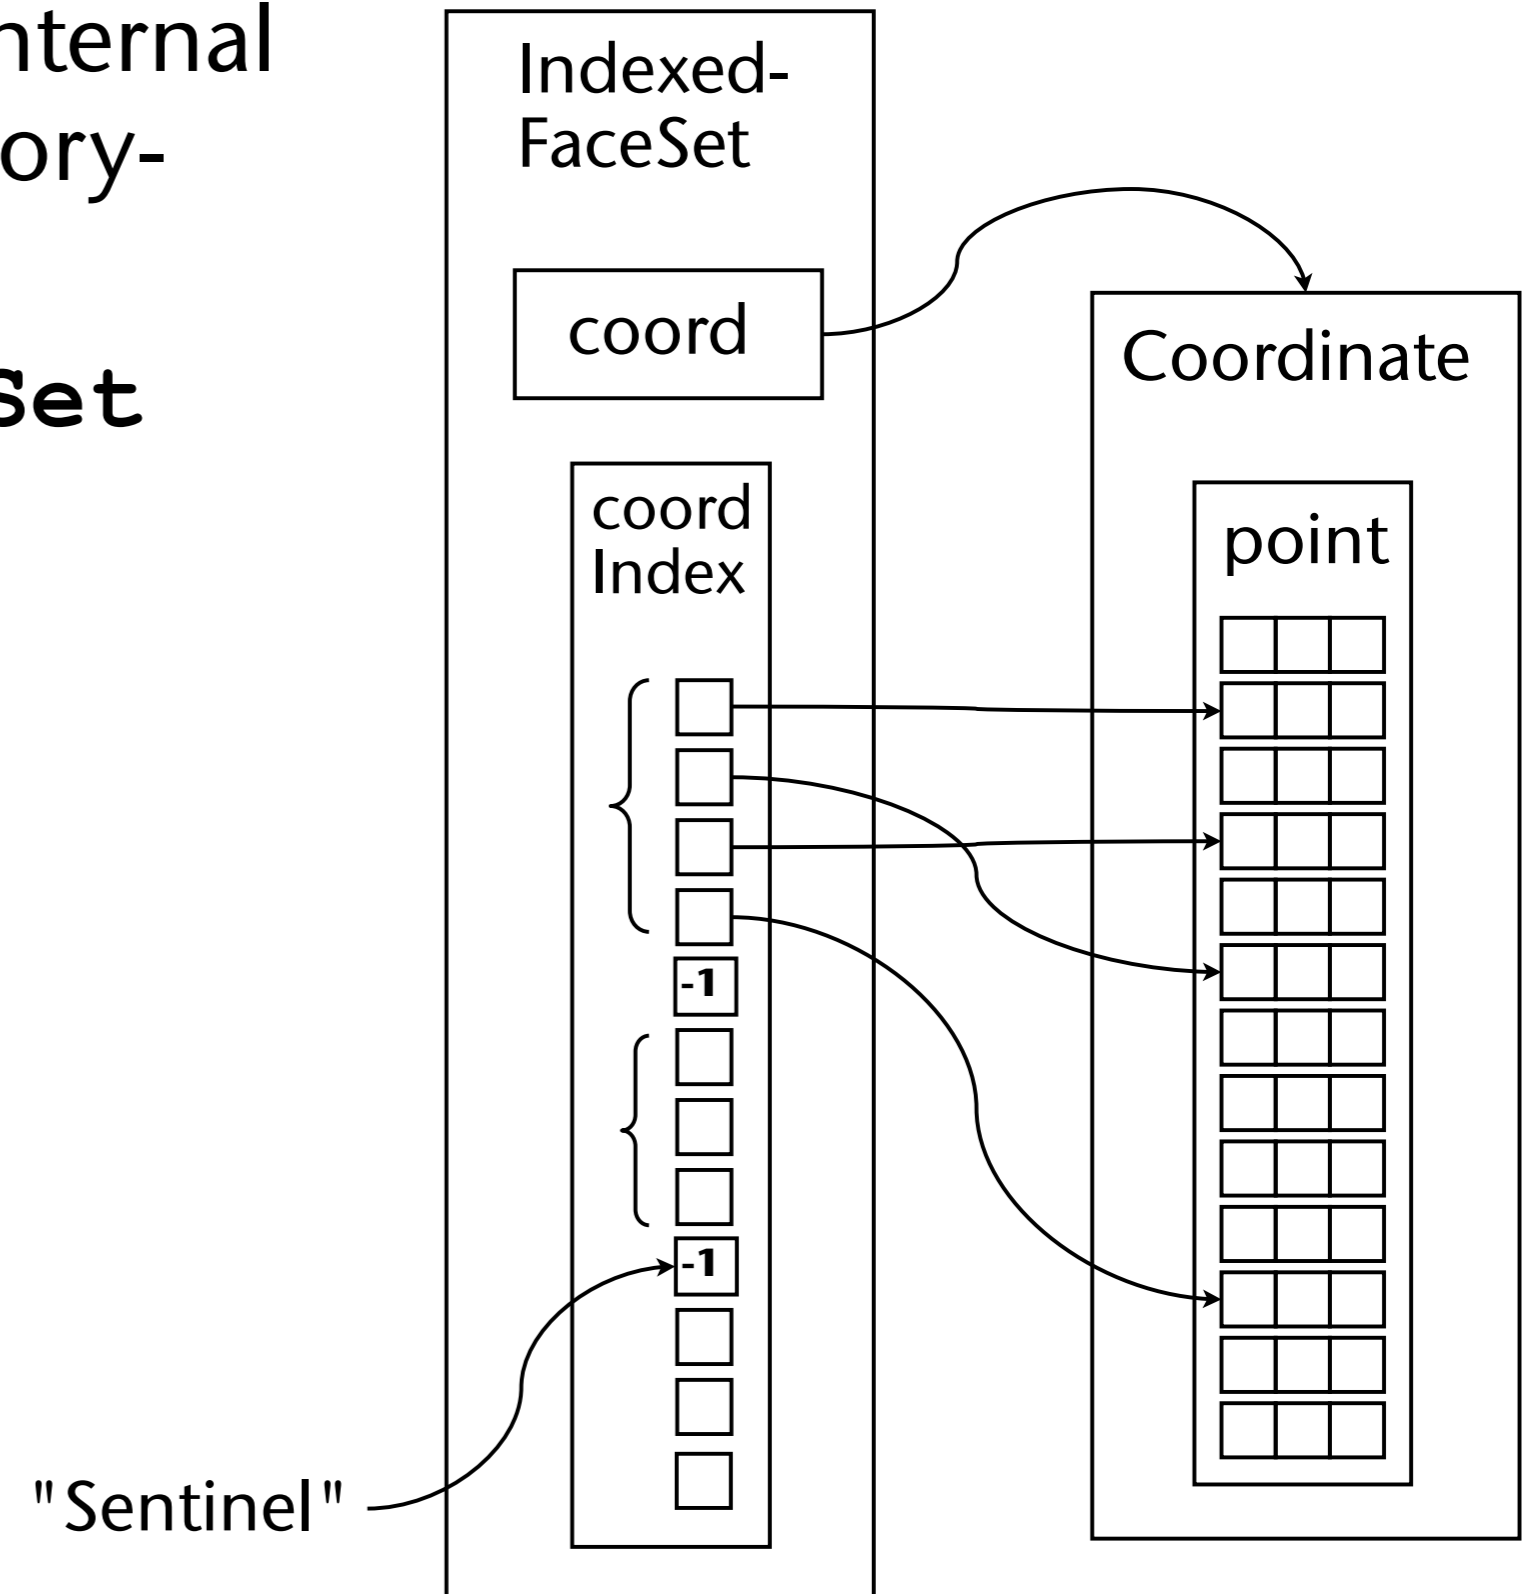 nternal
ory-
Set
Indexed-
FaceSet
coord
coord
Index
-1
-1
"Sentinel"
Coordinate
point